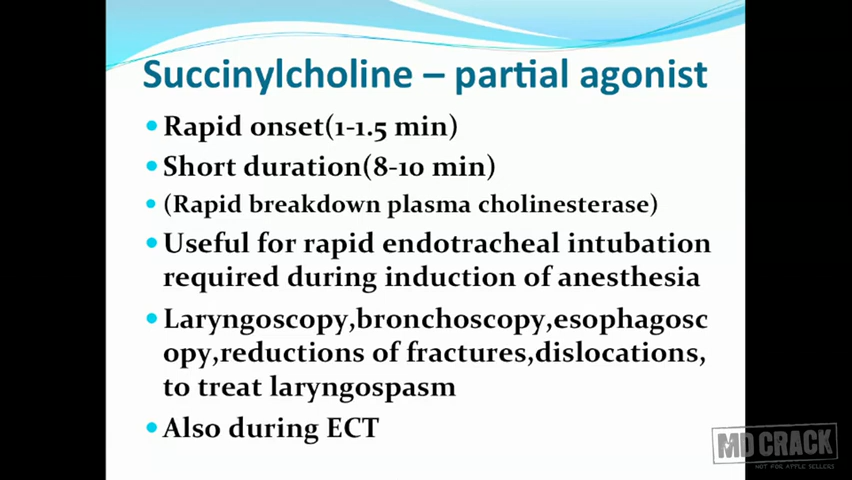 Succinylcholine – partial agonist
• Rapid onset(1-1.5 min)
• Short duration(8-10 min)
• (Rapid breakdown plasma cholinesterase)
• Useful for rapid endotracheal intubation
required during induction of anesthesia
• Laryngoscopy,bronchoscopy,esophagosc
opy,reductions of fractures,dislocations,
to treat laryngospasm
• Also during ECT
MD CRACK
NOT FOR APPLE SELLERS